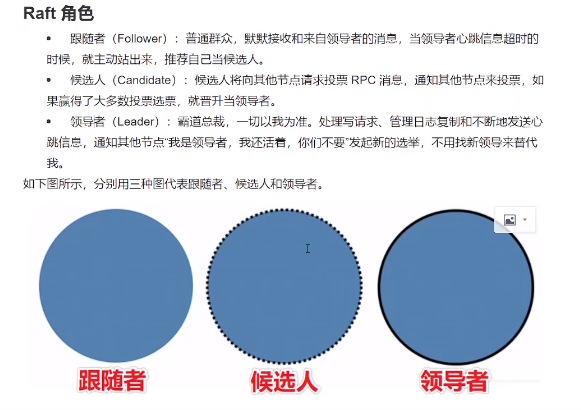 Raft 角色
• 跟随者（Follower）：普通群众，默默接收和来自领导者的消息，当领导者心跳信息超时的
时候，就主动站出来，推荐自己当候选人。
• 候选人（Candidate）：候选人将向其他节点请求投票 RPC 消息，通知其他节点来投票，如
果赢得了大多数投票选票，就晋升当领导者。
• 领导者（Leader）：霸道总裁，一切以我为准。处理写请求、管理日志复制和不断地发送心
跳信息，通知其他节点“我是领导者，我还活着，你们不要”发起新的选举，不用找新领导来替代
我。
如下图所示，分别用三种图代表跟随者、候选人和领导者。
跟随者 候选人 领导者